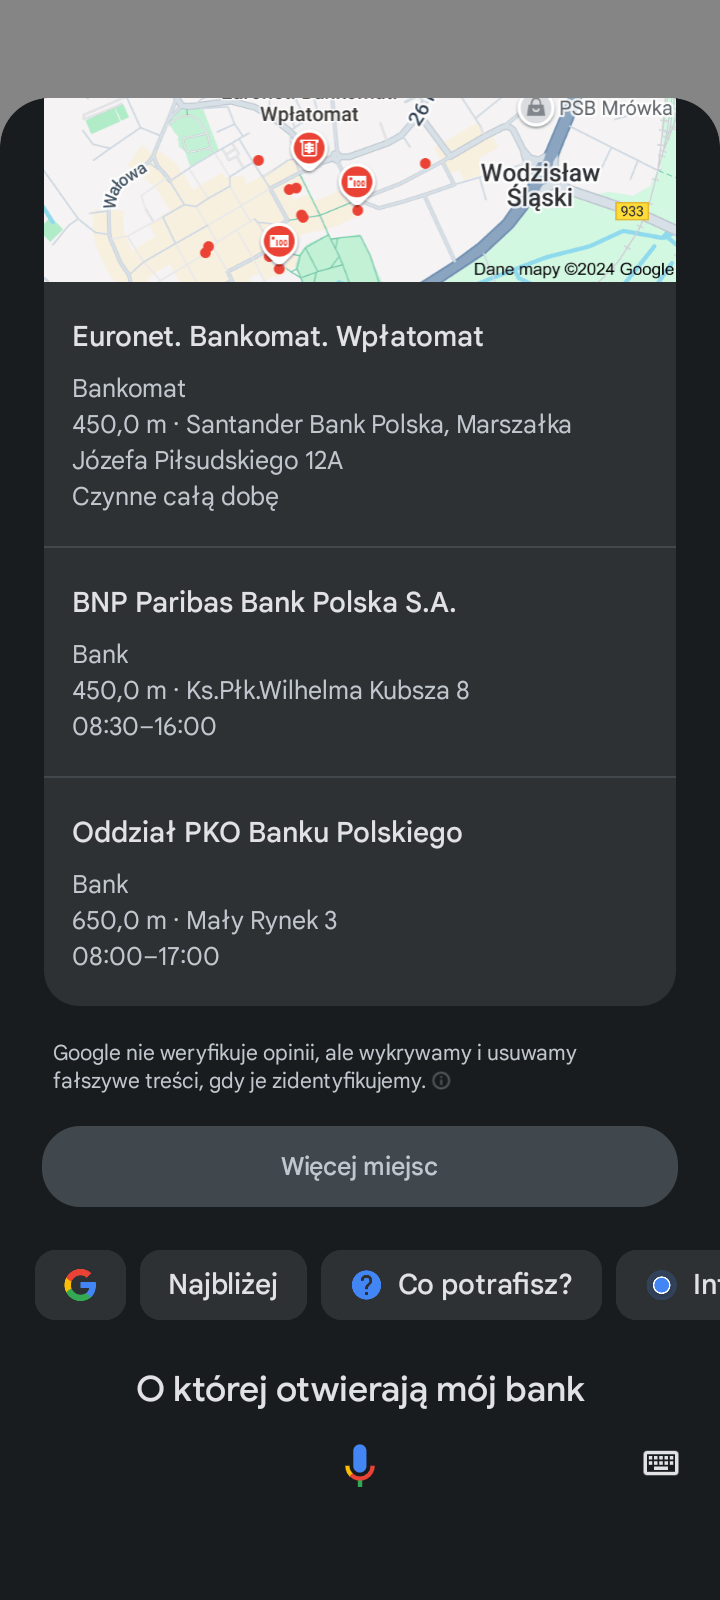 Wpłatomat
26
PSB Mrówka
Wałowa
Wodzisław
Śląski
933
Dane mapy ©2024 Google
Euronet. Bankomat. Wpłatomat
Bankomat
450,0 m · Santander Bank Polska, Marszałka
Józefa Piłsudskiego 12A
Czynne całą dobę
BNP Paribas Bank Polska S.A.
Bank
450,0 m · Ks.Płk.Wilhelma Kubsza 8
08:30–16:00
Oddział PKO Banku Polskiego
Bank
650,0 m · Mały Rynek 3
08:00–17:00
Google nie weryfikuje opinii, ale wykrywamy i usuwamy
fałszywe treści, gdy je zidentyfikujemy.
Więcej miejsc
Najbliżej
Co potrafisz?
O której otwierają mój bank